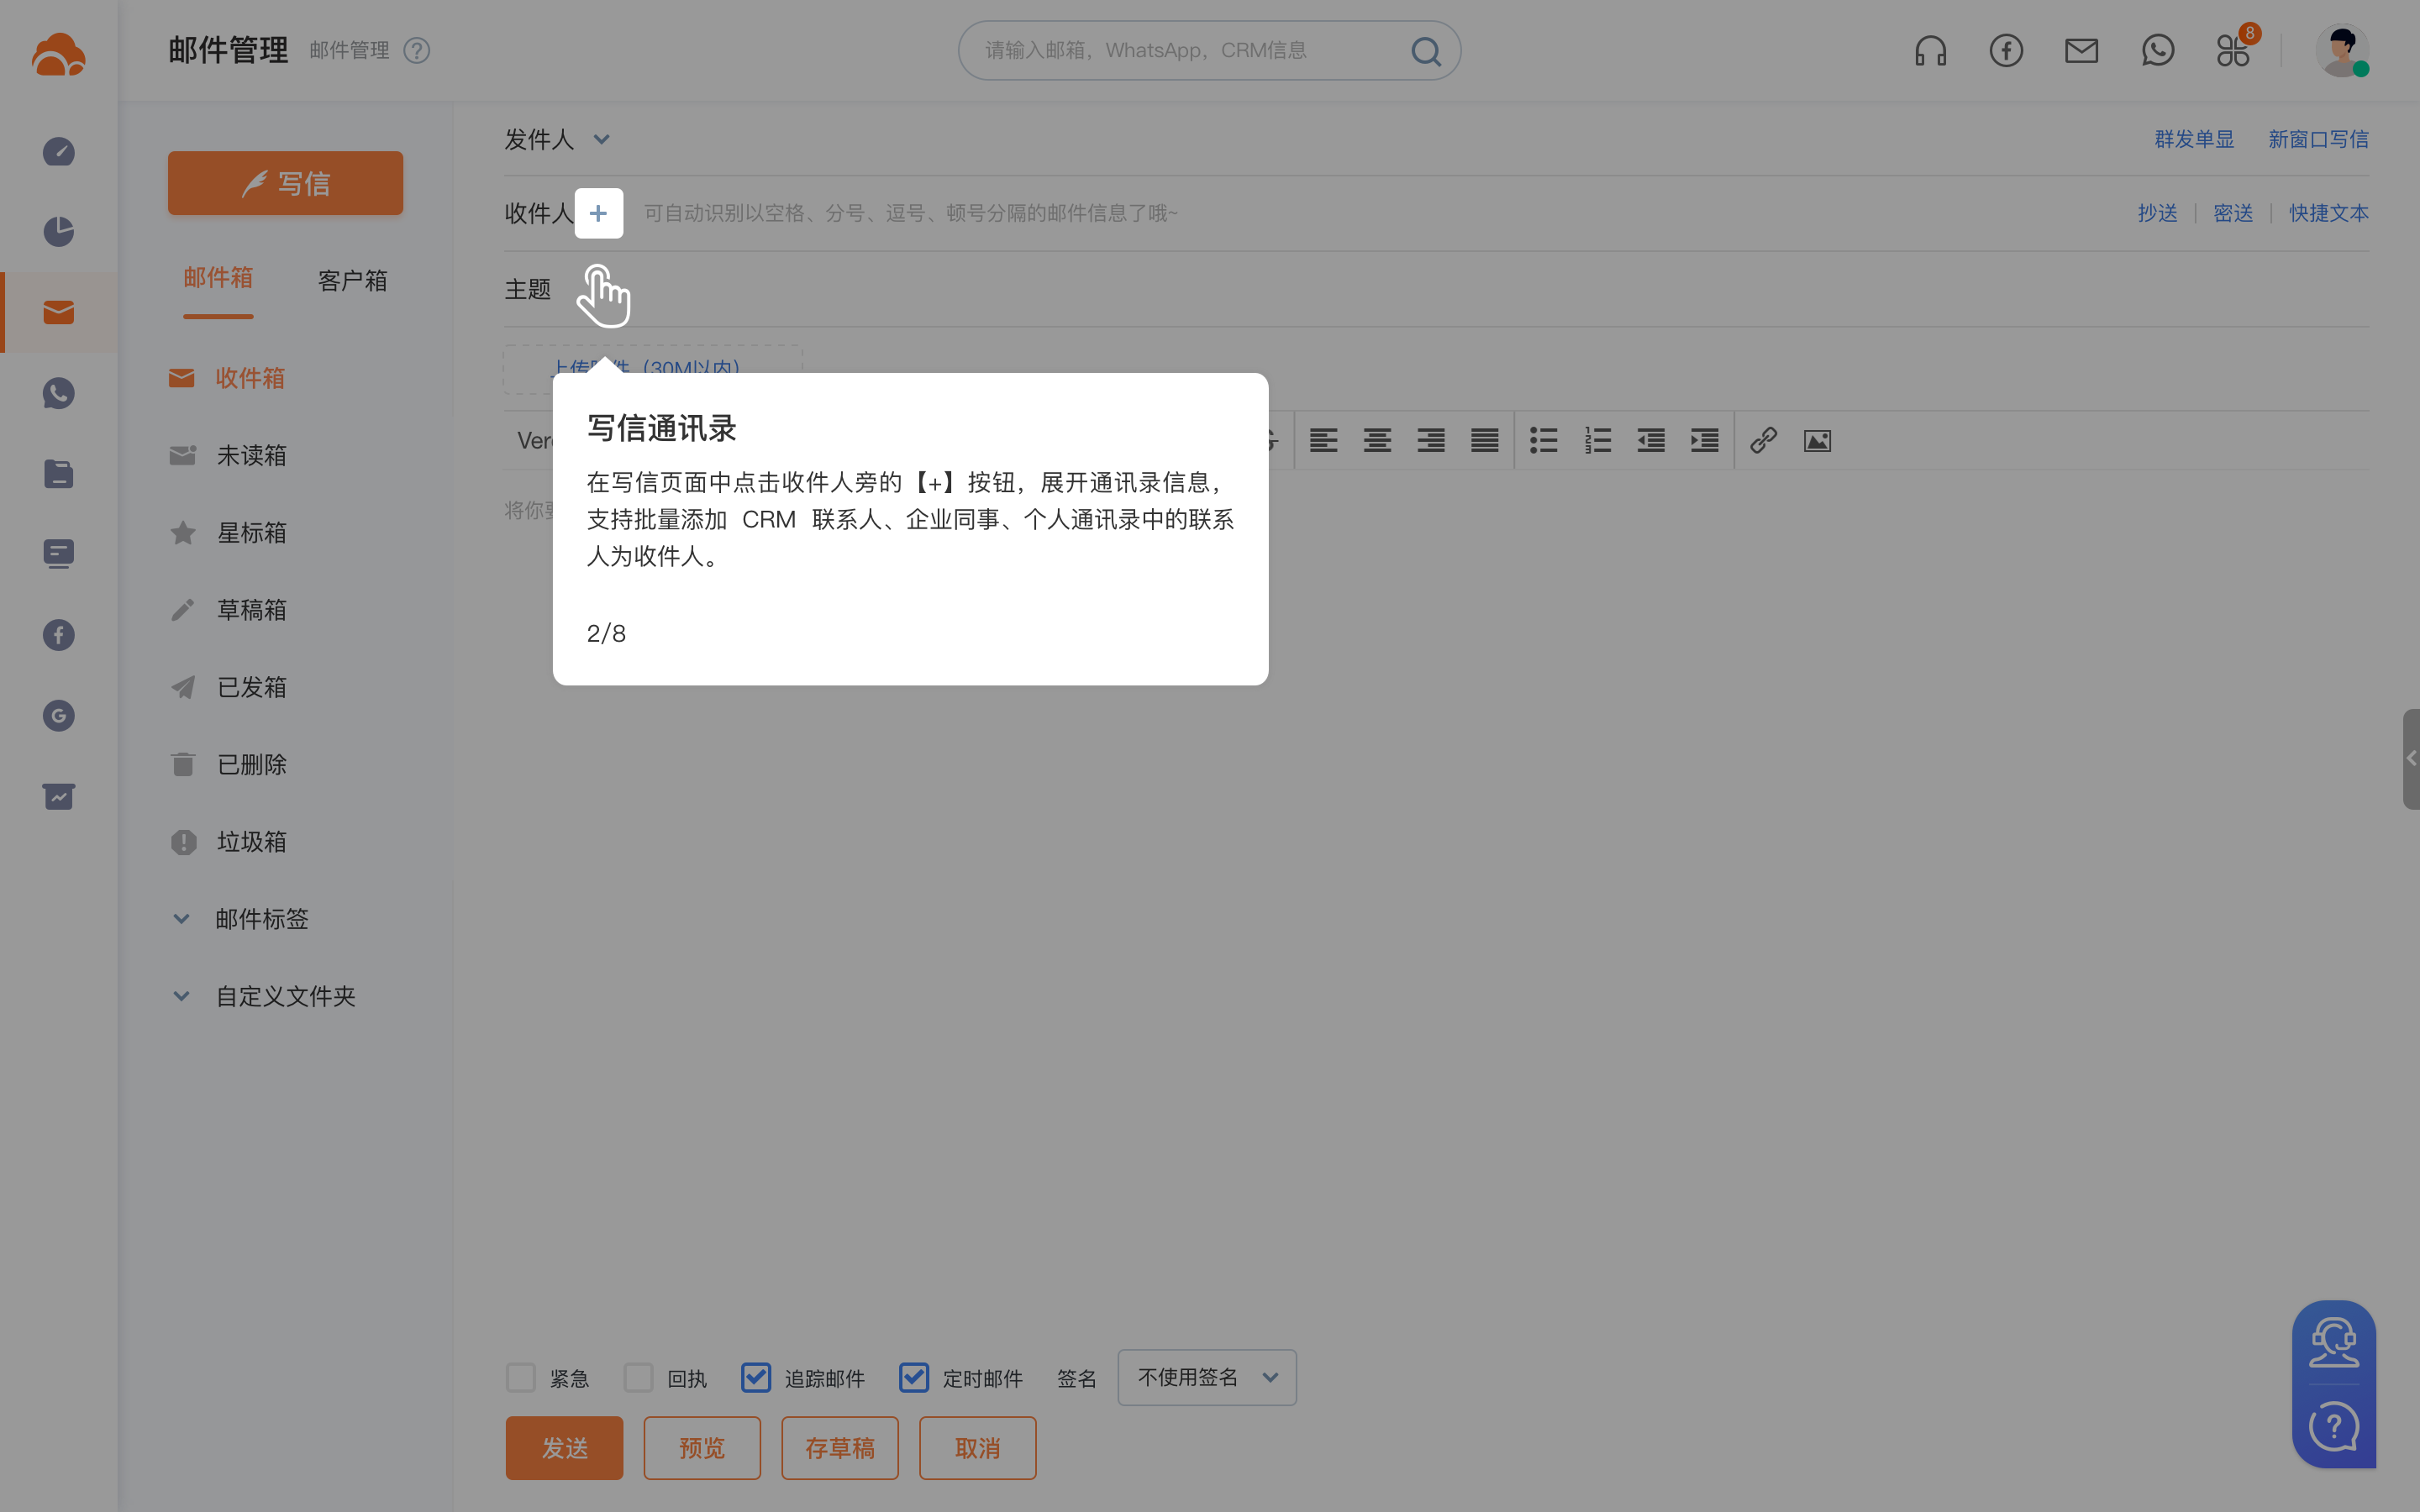 邮件管理 邮件管理 ?
请输入邮箱，WhatsApp，CRM信息
8
写信
邮件箱 客户箱
收件箱
未读箱
星标箱
草稿箱
已发箱
已删除
垃圾箱
邮件标签
自定义文件夹
发件人 群发单显 新窗口写信
收件人 + 可自动识别以空格、分号、逗号、顿号分隔的邮件信息了哦~ 抄送 密送 快捷文本
主题
上传附件（30M以内）
Ver
将你
写信通讯录
在写信页面中点击收件人旁的【+】按钮，展开通讯录信息，
支持批量添加 CRM 联系人、企业同事、个人通讯录中的联系
人为收件人。
2/8
紧急 回执 追踪邮件 定时邮件 签名 不使用签名
发送 预览 存草稿 取消